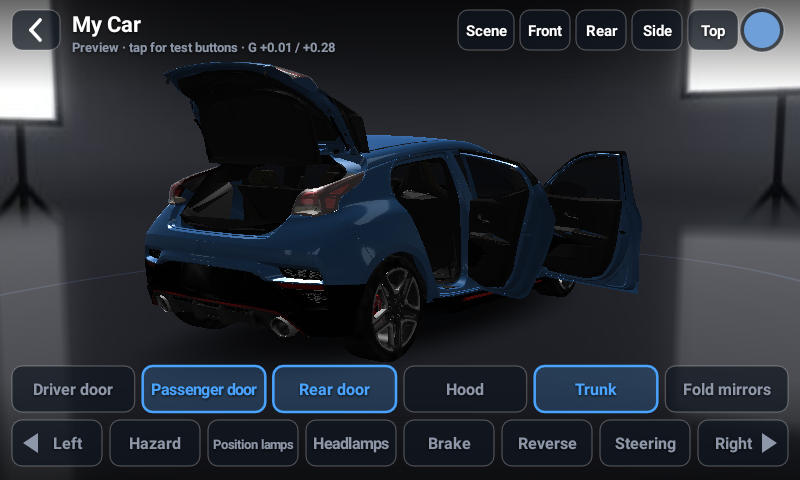 My Car
Preview · tap for test buttons · G +0.01 / +0.28
Scene
Front
Rear
Side
Top
Driver door
Passenger door
Rear door
Hood
Trunk
Fold mirrors
Left
Hazard
Position lamps
Headlamps
Brake
Reverse
Steering
Right